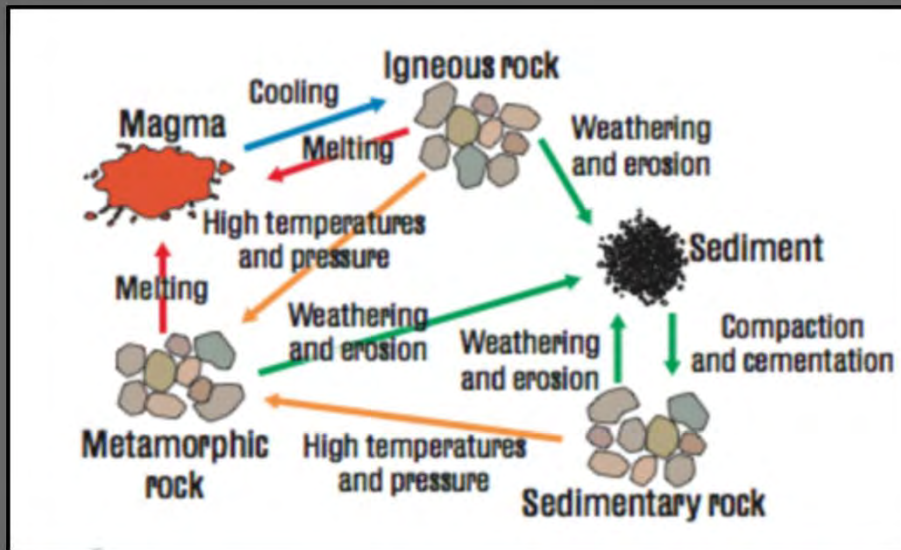 Igneous rock
Cooling
Magma
Melting
Weathering
and erosion
High temperatures
and pressure
Sediment
Melting
Weathering
and erosion
Weathering
and erosion
Compaction
and cementation
Metamorphic
rock
High temperatures
and pressure
Sedimentary rock